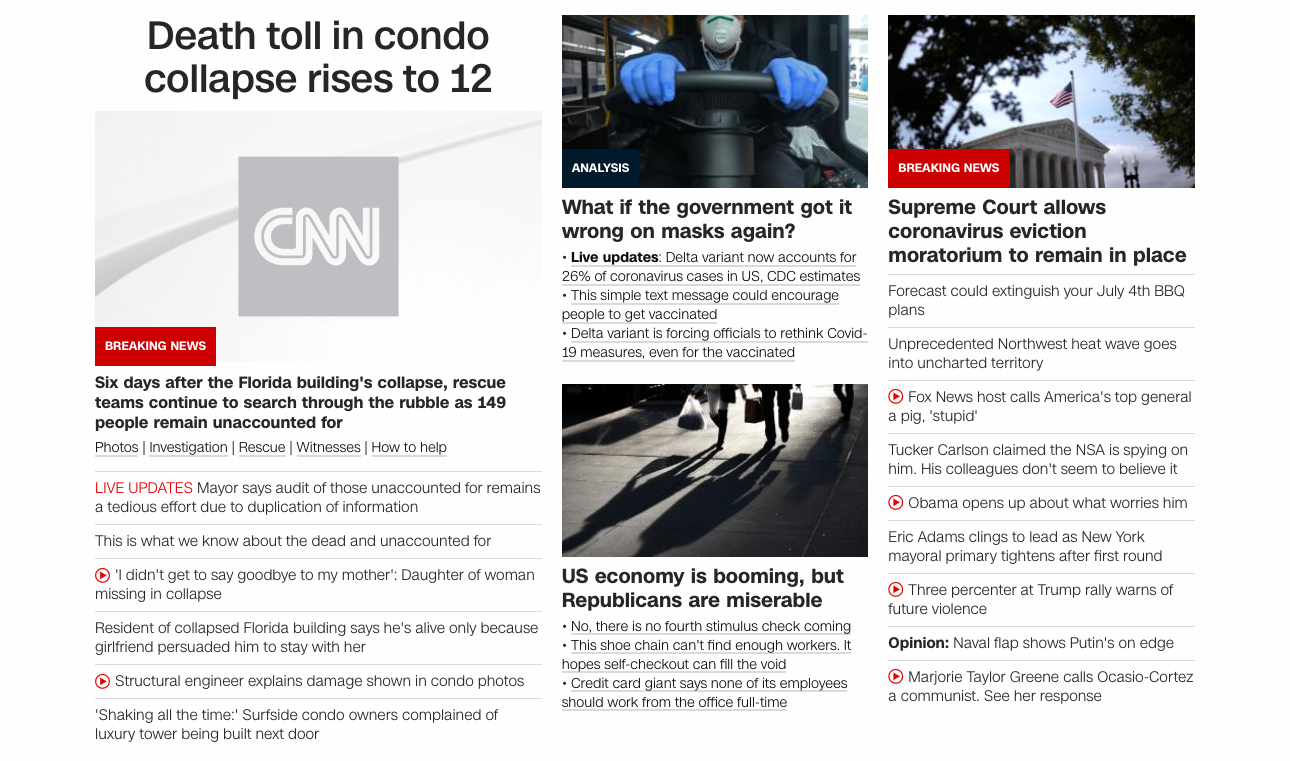 Death toll in condo
collapse rises to 12
CNN
BREAKING NEWS
Six days after the Florida building's collapse, rescue
teams continue to search through the rubble as 149
people remain unaccounted for
Photos | Investigation | Rescue | Witnesses | How to help
LIVE UPDATES Mayor says audit of those unaccounted for remains
a tedious effort due to duplication of information
This is what we know about the dead and unaccounted for
'I didn't get to say goodbye to my mother': Daughter of woman
missing in collapse
Resident of collapsed Florida building says he's alive only because
girlfriend persuaded him to stay with her
Structural engineer explains damage shown in condo photos
'Shaking all the time:' Surfside condo owners complained of
luxury tower being built next door
ANALYSIS
What if the government got it
wrong on masks again?
• Live updates: Delta variant now accounts for
26% of coronavirus cases in US, CDC estimates
• This simple text message could encourage
people to get vaccinated
• Delta variant is forcing officials to rethink Covid-
19 measures, even for the vaccinated
US economy is booming, but
Republicans are miserable
• No, there is no fourth stimulus check coming
• This shoe chain can't find enough workers. It
hopes self-checkout can fill the void
• Credit card giant says none of its employees
should work from the office full-time
BREAKING NEWS
Supreme Court allows
coronavirus eviction
moratorium to remain in place
Forecast could extinguish your July 4th BBQ
plans
Unprecedented Northwest heat wave goes
into uncharted territory
Fox News host calls America's top general
a pig, 'stupid'
Tucker Carlson claimed the NSA is spying on
him. His colleagues don't seem to believe it
Obama opens up about what worries him
Eric Adams clings to lead as New York
mayoral primary tightens after first round
Three percenter at Trump rally warns of
future violence
Opinion: Naval flap shows Putin's on edge
Marjorie Taylor Greene calls Ocasio-Cortez
a communist. See her response